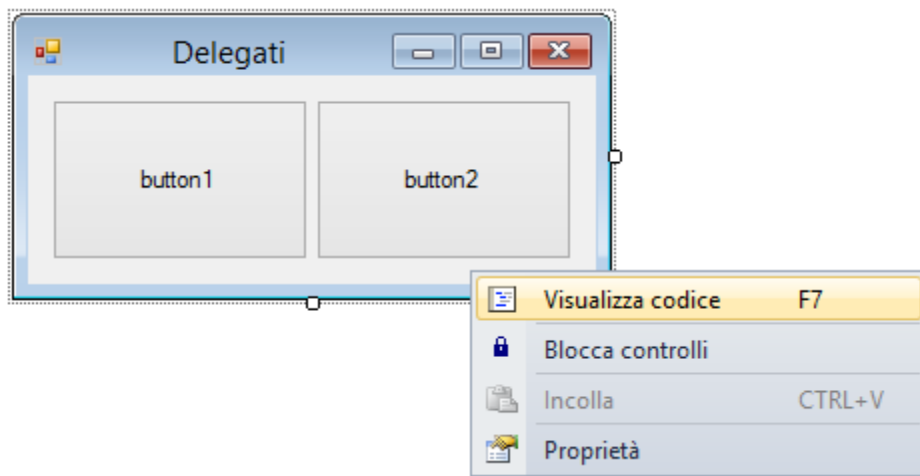 Delegati
button1
button2
Visualizza codice F7
Blocca controlli
Incolla CTRL+V
Proprietà